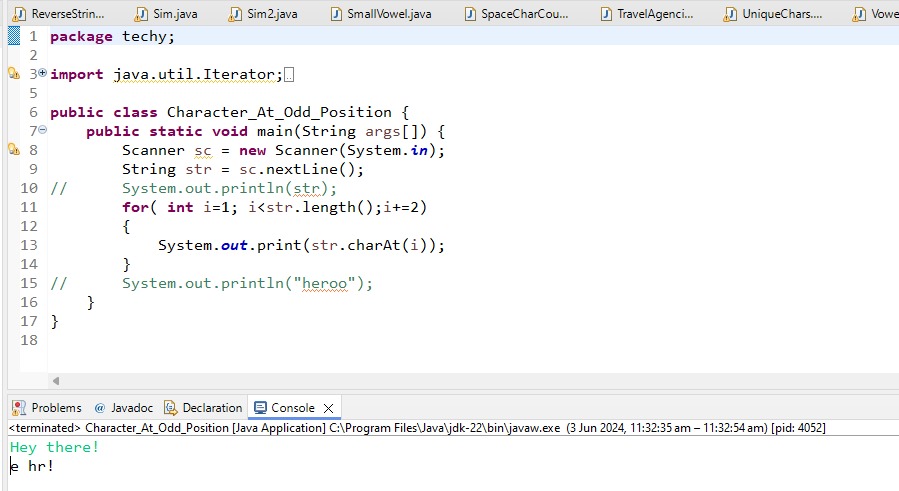 ReverseStrin... Sim.java Sim2.java SmallVowel.java SpaceCharCou... TravelAgenci... UniqueChars.... Vowe
1 package techy;
2
3 import java.util.Iterator;
5
6 public class Character_At_Odd_Position {
7 public static void main(String args[]) {
8 Scanner sc = new Scanner(System.in);
9 String str = sc.nextLine();
10 // System.out.println(str);
11 for( int i=1; i<str.length();i+=2)
12 {
13 System.out.print(str.charAt(i));
14 }
15 // System.out.println("heroo");
16 }
17 }
18
Problems @ Javadoc Declaration Console
<terminated> Character_At_Odd_Position [Java Application] C:\Program Files\Java\jdk-22\bin\javaw.exe (3 Jun 2024, 11:32:35 am – 11:32:54 am) [pid: 4052]
Hey there!
e hr!